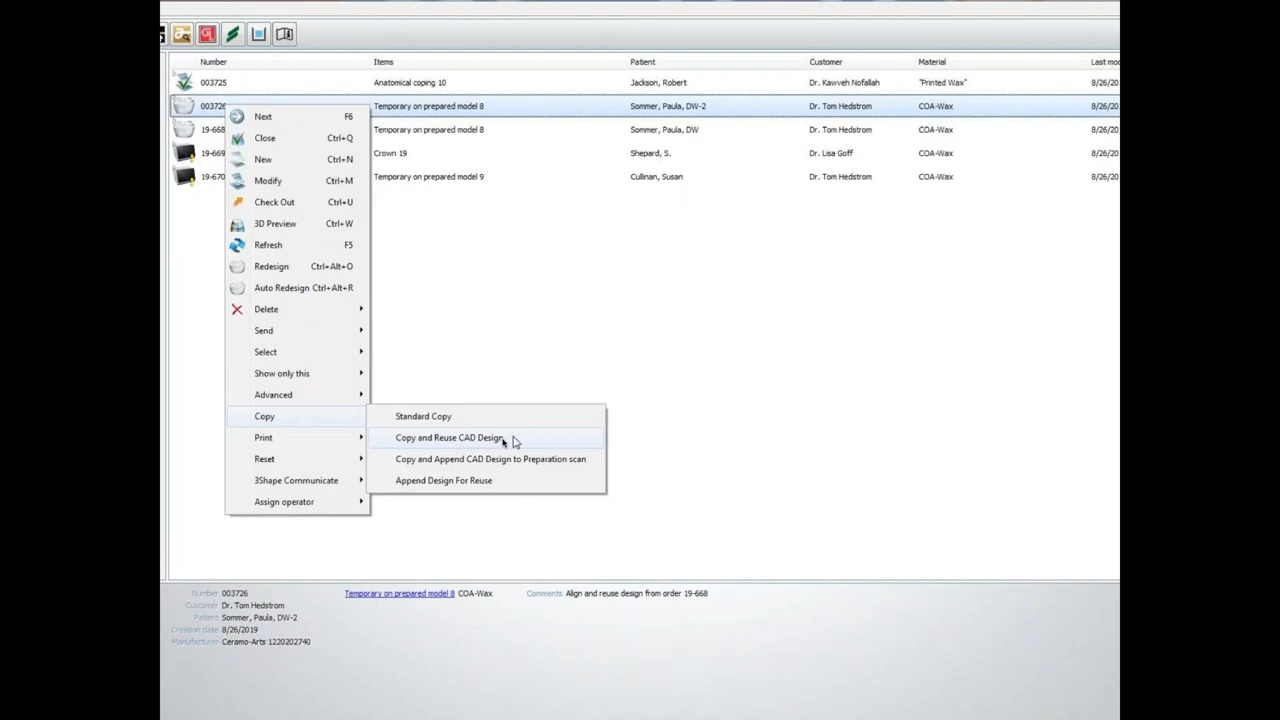 Number Items Patient Customer Material Last mod
003725 Anatomical coping 10 Jackson, Robert Dr. Kawveh Nofallah "Printed Wax" 8/26/20
003726 Temporary on prepared model 8 Sommer, Paula, DW-2 Dr. Tom Hedstrom COA-Wax 8/26/20
19-668 Temporary on prepared model 8 Sommer, Paula, DW Dr. Tom Hedstrom COA-Wax 8/26/20
19-669 Crown 19 Shepard, S. Dr. Lisa Goff COA-Wax 8/26/20
19-670 Temporary on prepared model 9 Cullinan, Susan Dr. Tom Hedstrom COA-Wax 8/26/20
Next F6
Close Ctrl+Q
New Ctrl+N
Modify Ctrl+M
Check Out Ctrl+U
3D Preview Ctrl+W
Refresh F5
Redesign Ctrl+Alt+O
Auto Redesign Ctrl+Alt+R
Delete
Send
Select
Show only this
Advanced
Copy
Print
Reset
3Shape Communicate
Assign operator
Standard Copy
Copy and Reuse CAD Design
Copy and Append CAD Design to Preparation scan
Append Design For Reuse
Number 003726 Temporary on prepared model 8 COA-Wax Comments Align and reuse design from order 19-668
Customer Dr. Tom Hedstrom
Patient Sommer, Paula, DW-2
Creation date 8/26/2019
Manufacturer Ceramo-Arts 1220202740